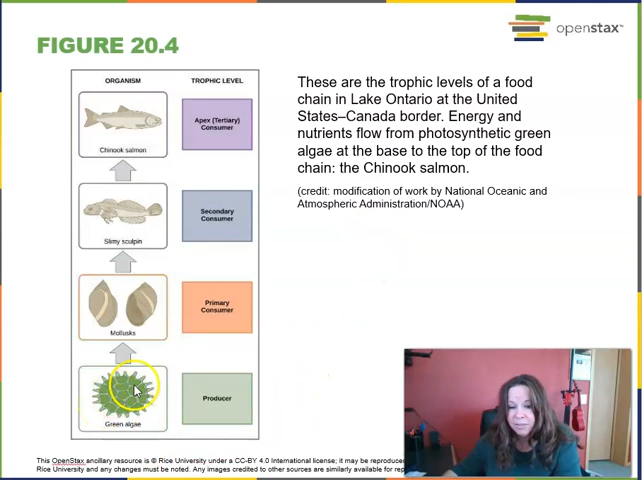 openstax™
FIGURE 20.4
ORGANISM
TROPHIC LEVEL
Chinook salmon
Apex (Tertiary)
Consumer
Slimy sculpin
Secondary
Consumer
Mollusks
Primary
Consumer
Green algae
Producer
These are the trophic levels of a food
chain in Lake Ontario at the United
States–Canada border. Energy and
nutrients flow from photosynthetic green
algae at the base to the top of the food
chain: the Chinook salmon.
(credit: modification of work by National Oceanic and
Atmospheric Administration/NOAA)
This OpenStax ancillary resource is © Rice University under a CC-BY 4.0 International license; it may be reproduce
Rice University and any changes must be noted. Any images credited to other sources are similarly available for rep